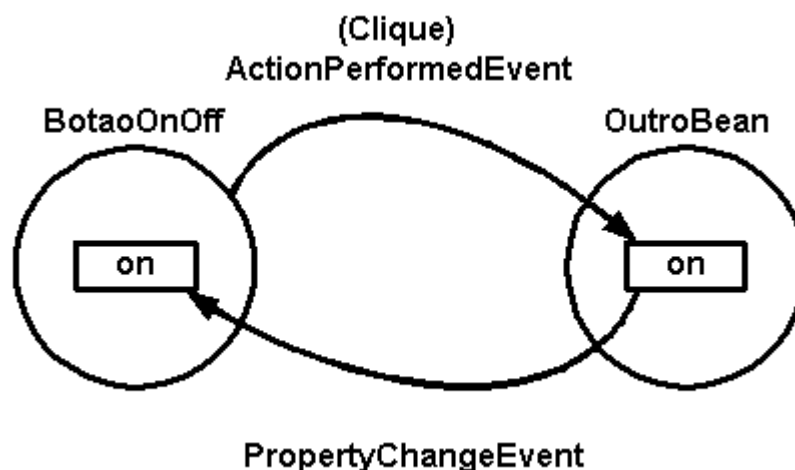 (Clique)
ActionPerformedEvent
BotaoOnOff
OutroBean
on
on
PropertyChangeEvent